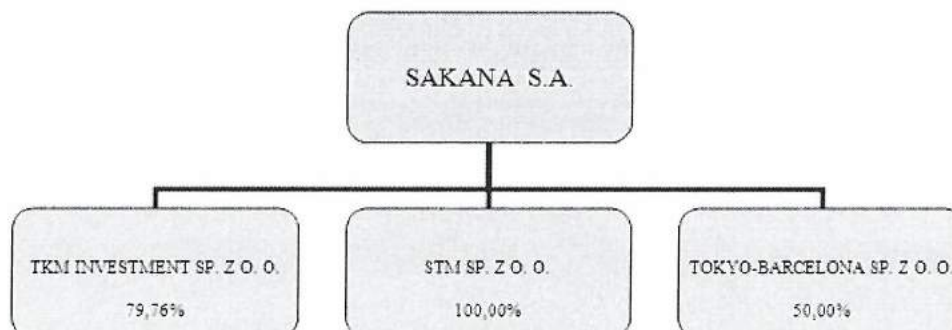 SAKANA S.A.
TKM INVESTMENT SP. Z O. O.
79,76%
STM SP. Z O. O.
100,00%
TOKYO-BARCELONA SP. Z O. O.
50,00%